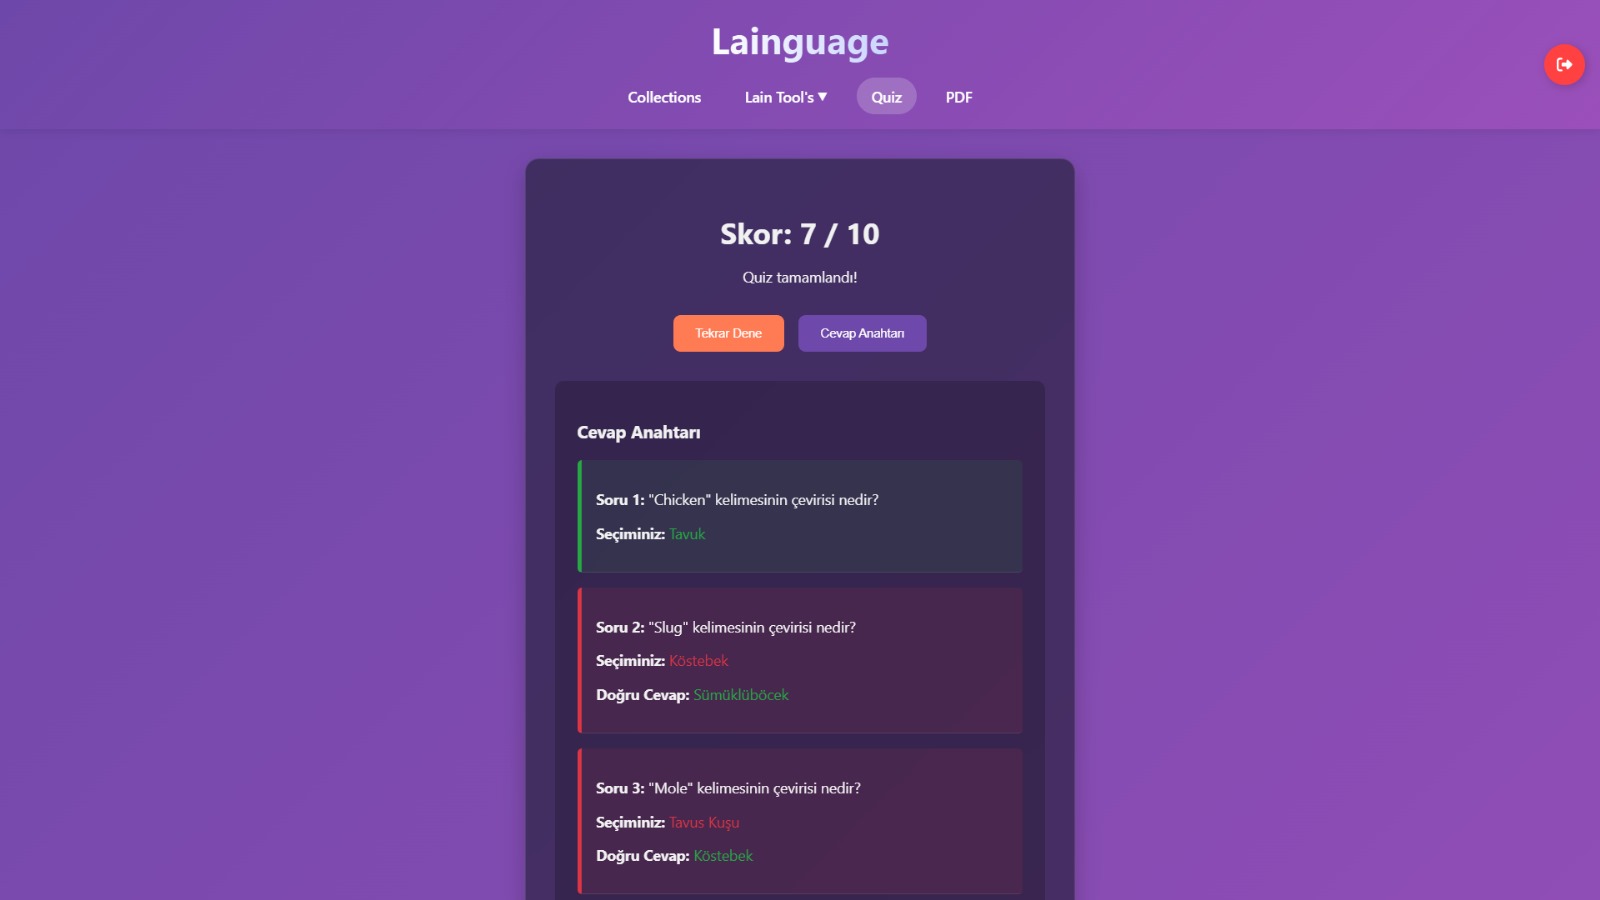 Lainguage
Collections
Lain Tool's ▼
Quiz
PDF
Skor: 7 / 10
Quiz tamamlandı!
Tekrar Dene
Cevap Anahtarı
Cevap Anahtarı
Soru 1: "Chicken" kelimesinin çevirisi nedir?
Seçiminiz: Tavuk
Soru 2: "Slug" kelimesinin çevirisi nedir?
Seçiminiz: Köstebek
Doğru Cevap: Sümüklüböcek
Soru 3: "Mole" kelimesinin çevirisi nedir?
Seçiminiz: Tavus Kuşu
Doğru Cevap: Köstebek